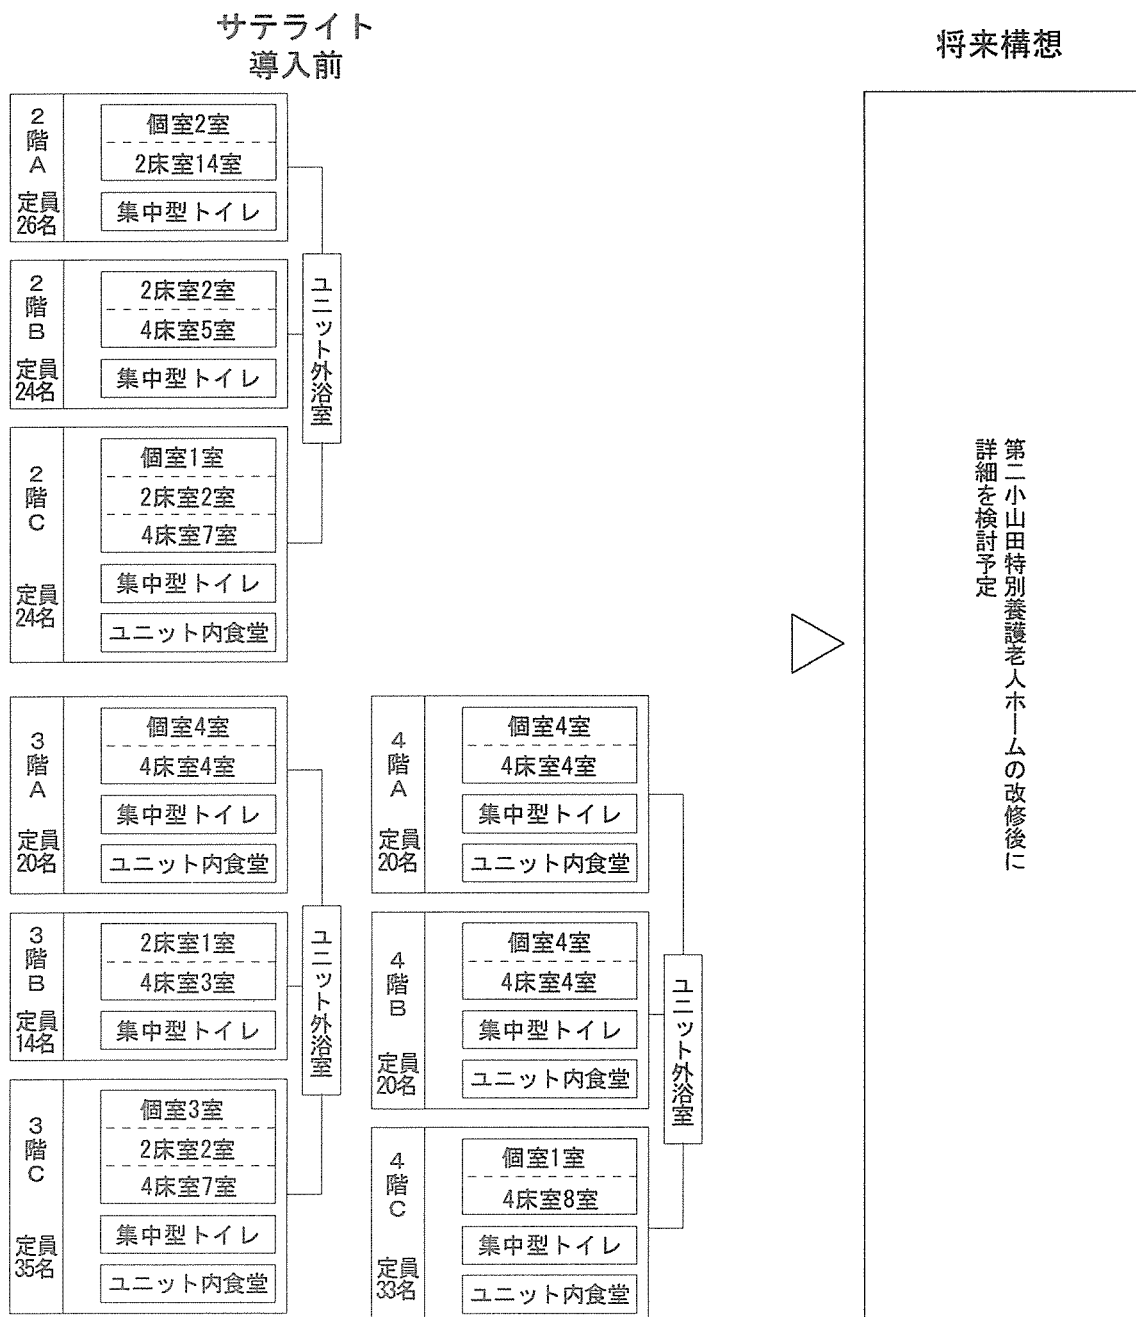 サテライト
導入前
将来構想
2階A
定員
26名
個室2室
2床室14室
集中型トイレ
2階B
定員
24名
2床室2室
4床室5室
集中型トイレ
2階C
定員
24名
個室1室
2床室2室
4床室7室
集中型トイレ
ユニット内食堂
ユニット外浴室
3階A
定員
20名
個室4室
4床室4室
集中型トイレ
ユニット内食堂
3階B
定員
14名
2床室1室
4床室3室
集中型トイレ
3階C
定員
35名
個室3室
2床室2室
4床室7室
集中型トイレ
ユニット内食堂
ユニット外浴室
4階A
定員
20名
個室4室
4床室4室
集中型トイレ
ユニット内食堂
4階B
定員
20名
個室4室
4床室4室
集中型トイレ
ユニット内食堂
4階C
定員
33名
個室1室
4床室8室
集中型トイレ
ユニット内食堂
ユニット外浴室
第二小山田特別養護老人ホームの改修後に
詳細を検討予定